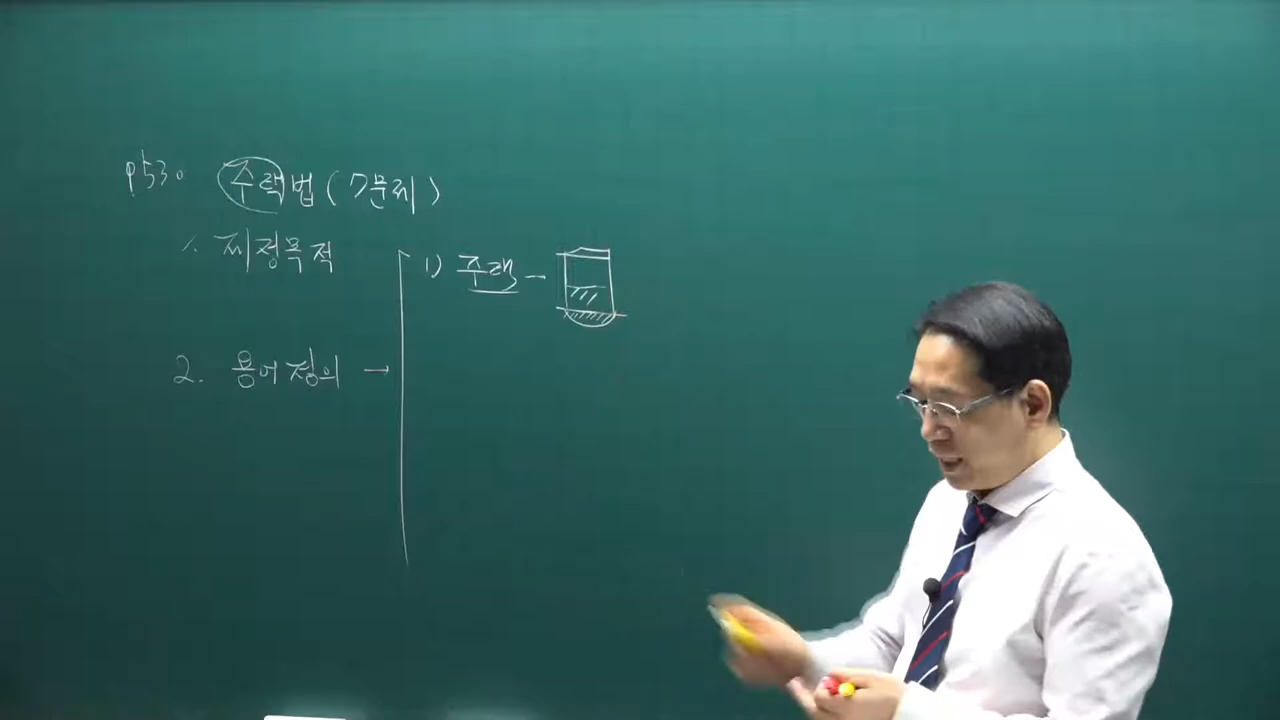 p530 주택법 (7문제)
1. 제정목적
2. 용어정의 →
1) 주택 -